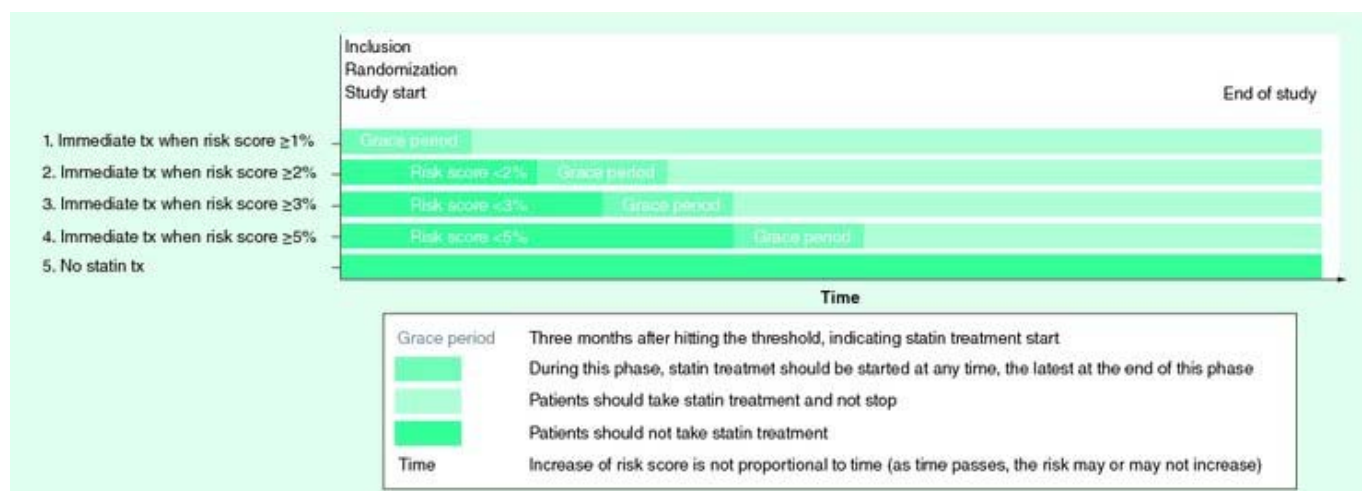 Inclusion
Randomization
Study start
End of study
1. Immediate tx when risk score ≥1%
Grace period
2. Immediate tx when risk score ≥2%
Risk score <2%
Grace period
3. Immediate tx when risk score ≥3%
Risk score <3%
Grace period
4. Immediate tx when risk score ≥5%
Risk score <5%
Grace period
5. No statin tx
Time
Grace period
Three months after hitting the threshold, indicating statin treatment start
During this phase, statin treatmet should be started at any time, the latest at the end of this phase
Patients should take statin treatment and not stop
Patients should not take statin treatment
Time
Increase of risk score is not proportional to time (as time passes, the risk may or may not increase)